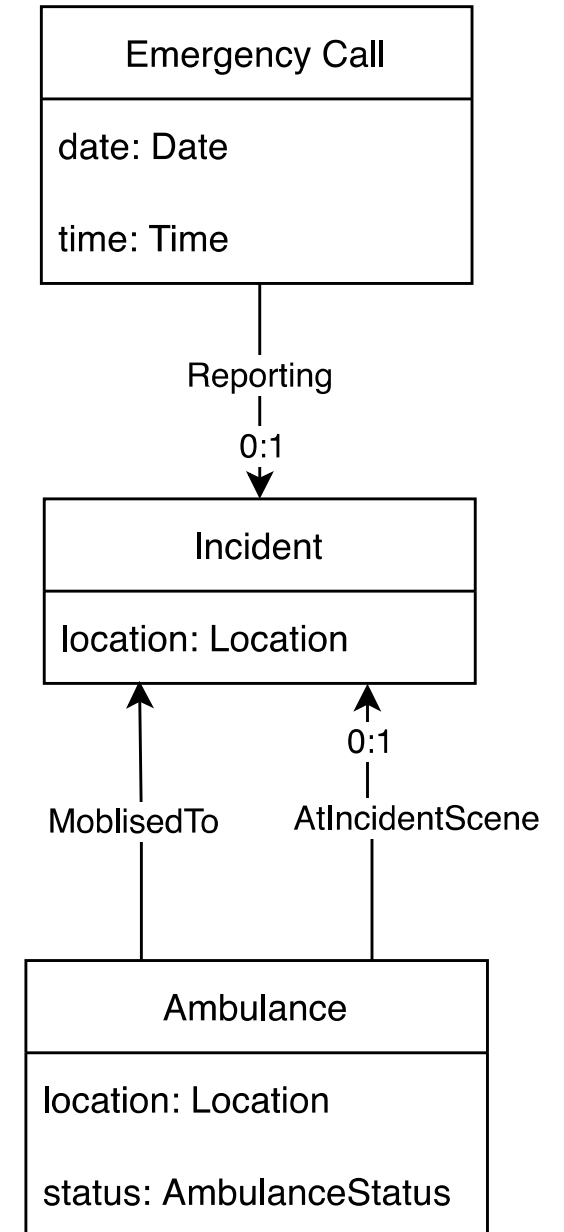 Emergency Call
date: Date
time: Time
Reporting
0:1
Incident
location: Location
0:1
MoblisedTo
AtIncidentScene
Ambulance
location: Location
status: AmbulanceStatus